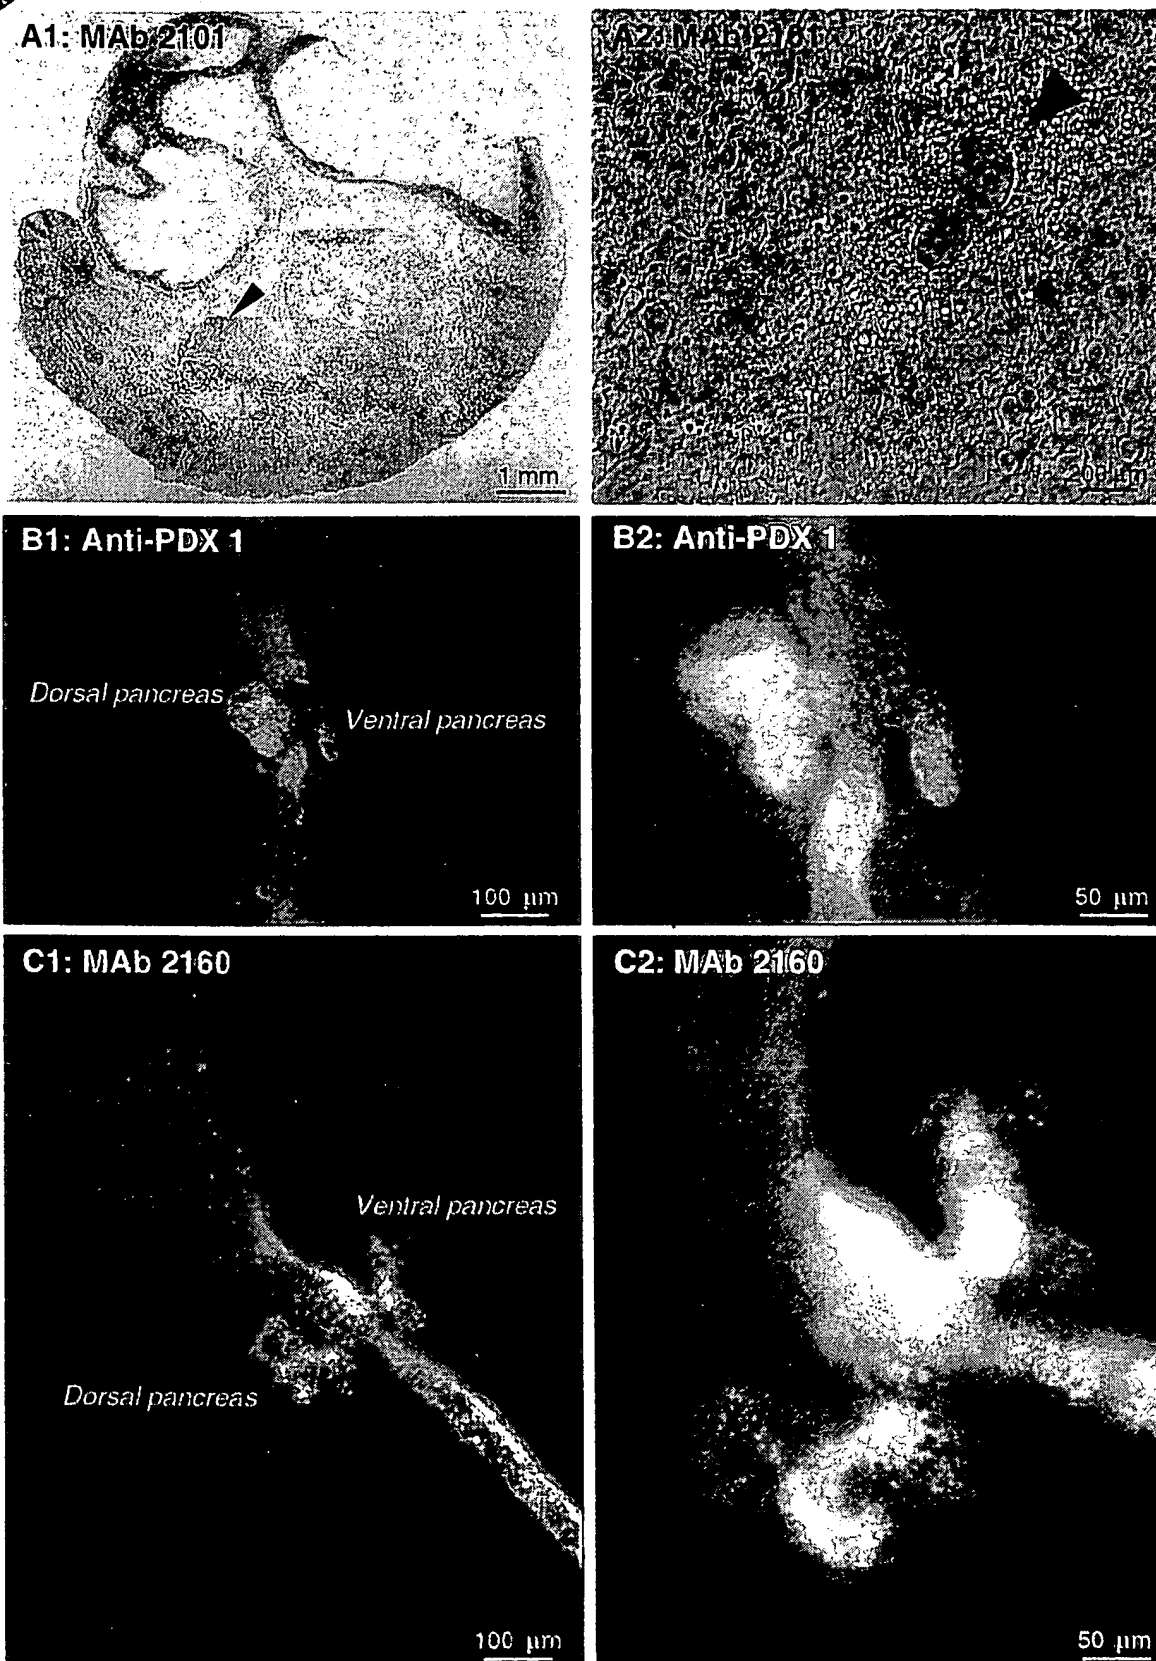 A1: MAb 2101
A2: MAb 2101
1 mm
B1: Anti-PDX 1
B2: Anti-PDX 1
Dorsal pancreas
Ventral pancreas
100 μm
50 μm
C1: MAb 2160
C2: MAb 2160
Ventral pancreas
Dorsal pancreas
100 μm
50 μm